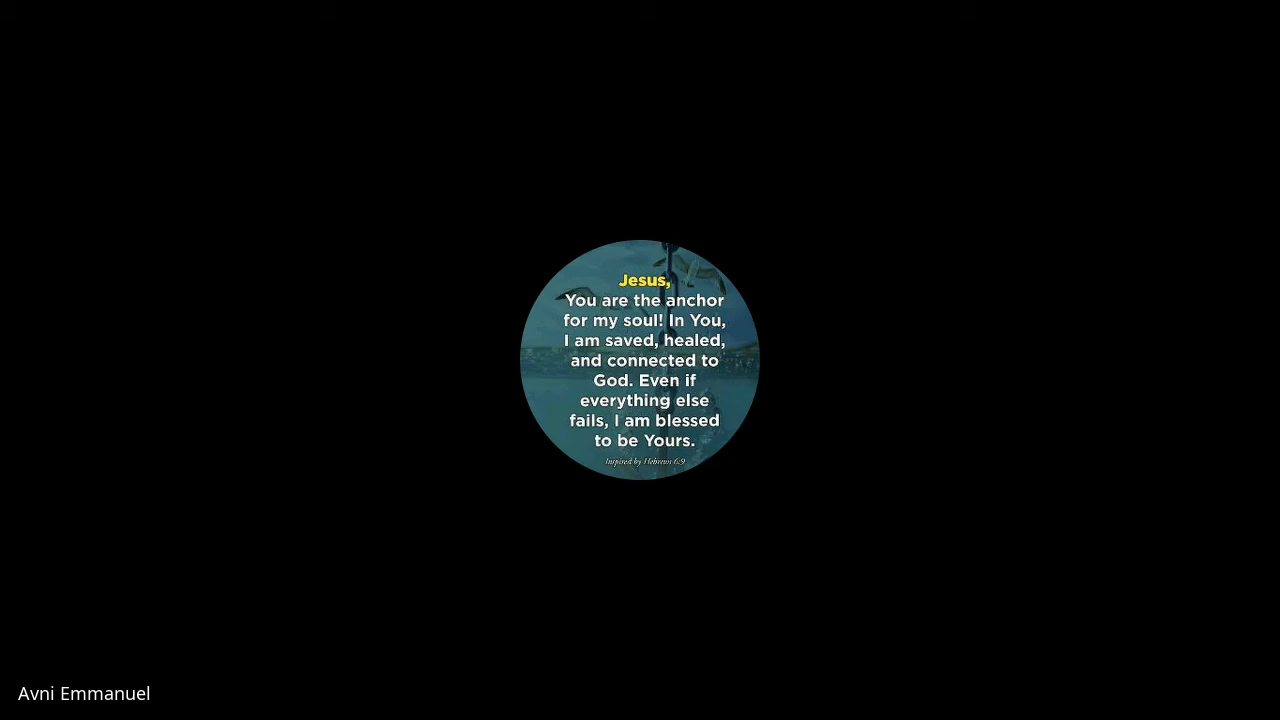 Jesus,
You are the anchor
for my soul! In You,
I am saved, healed,
and connected to
God. Even if
everything else
fails, I am blessed
to be Yours.
Inspired by Hebrews 6:9
Avni Emmanuel